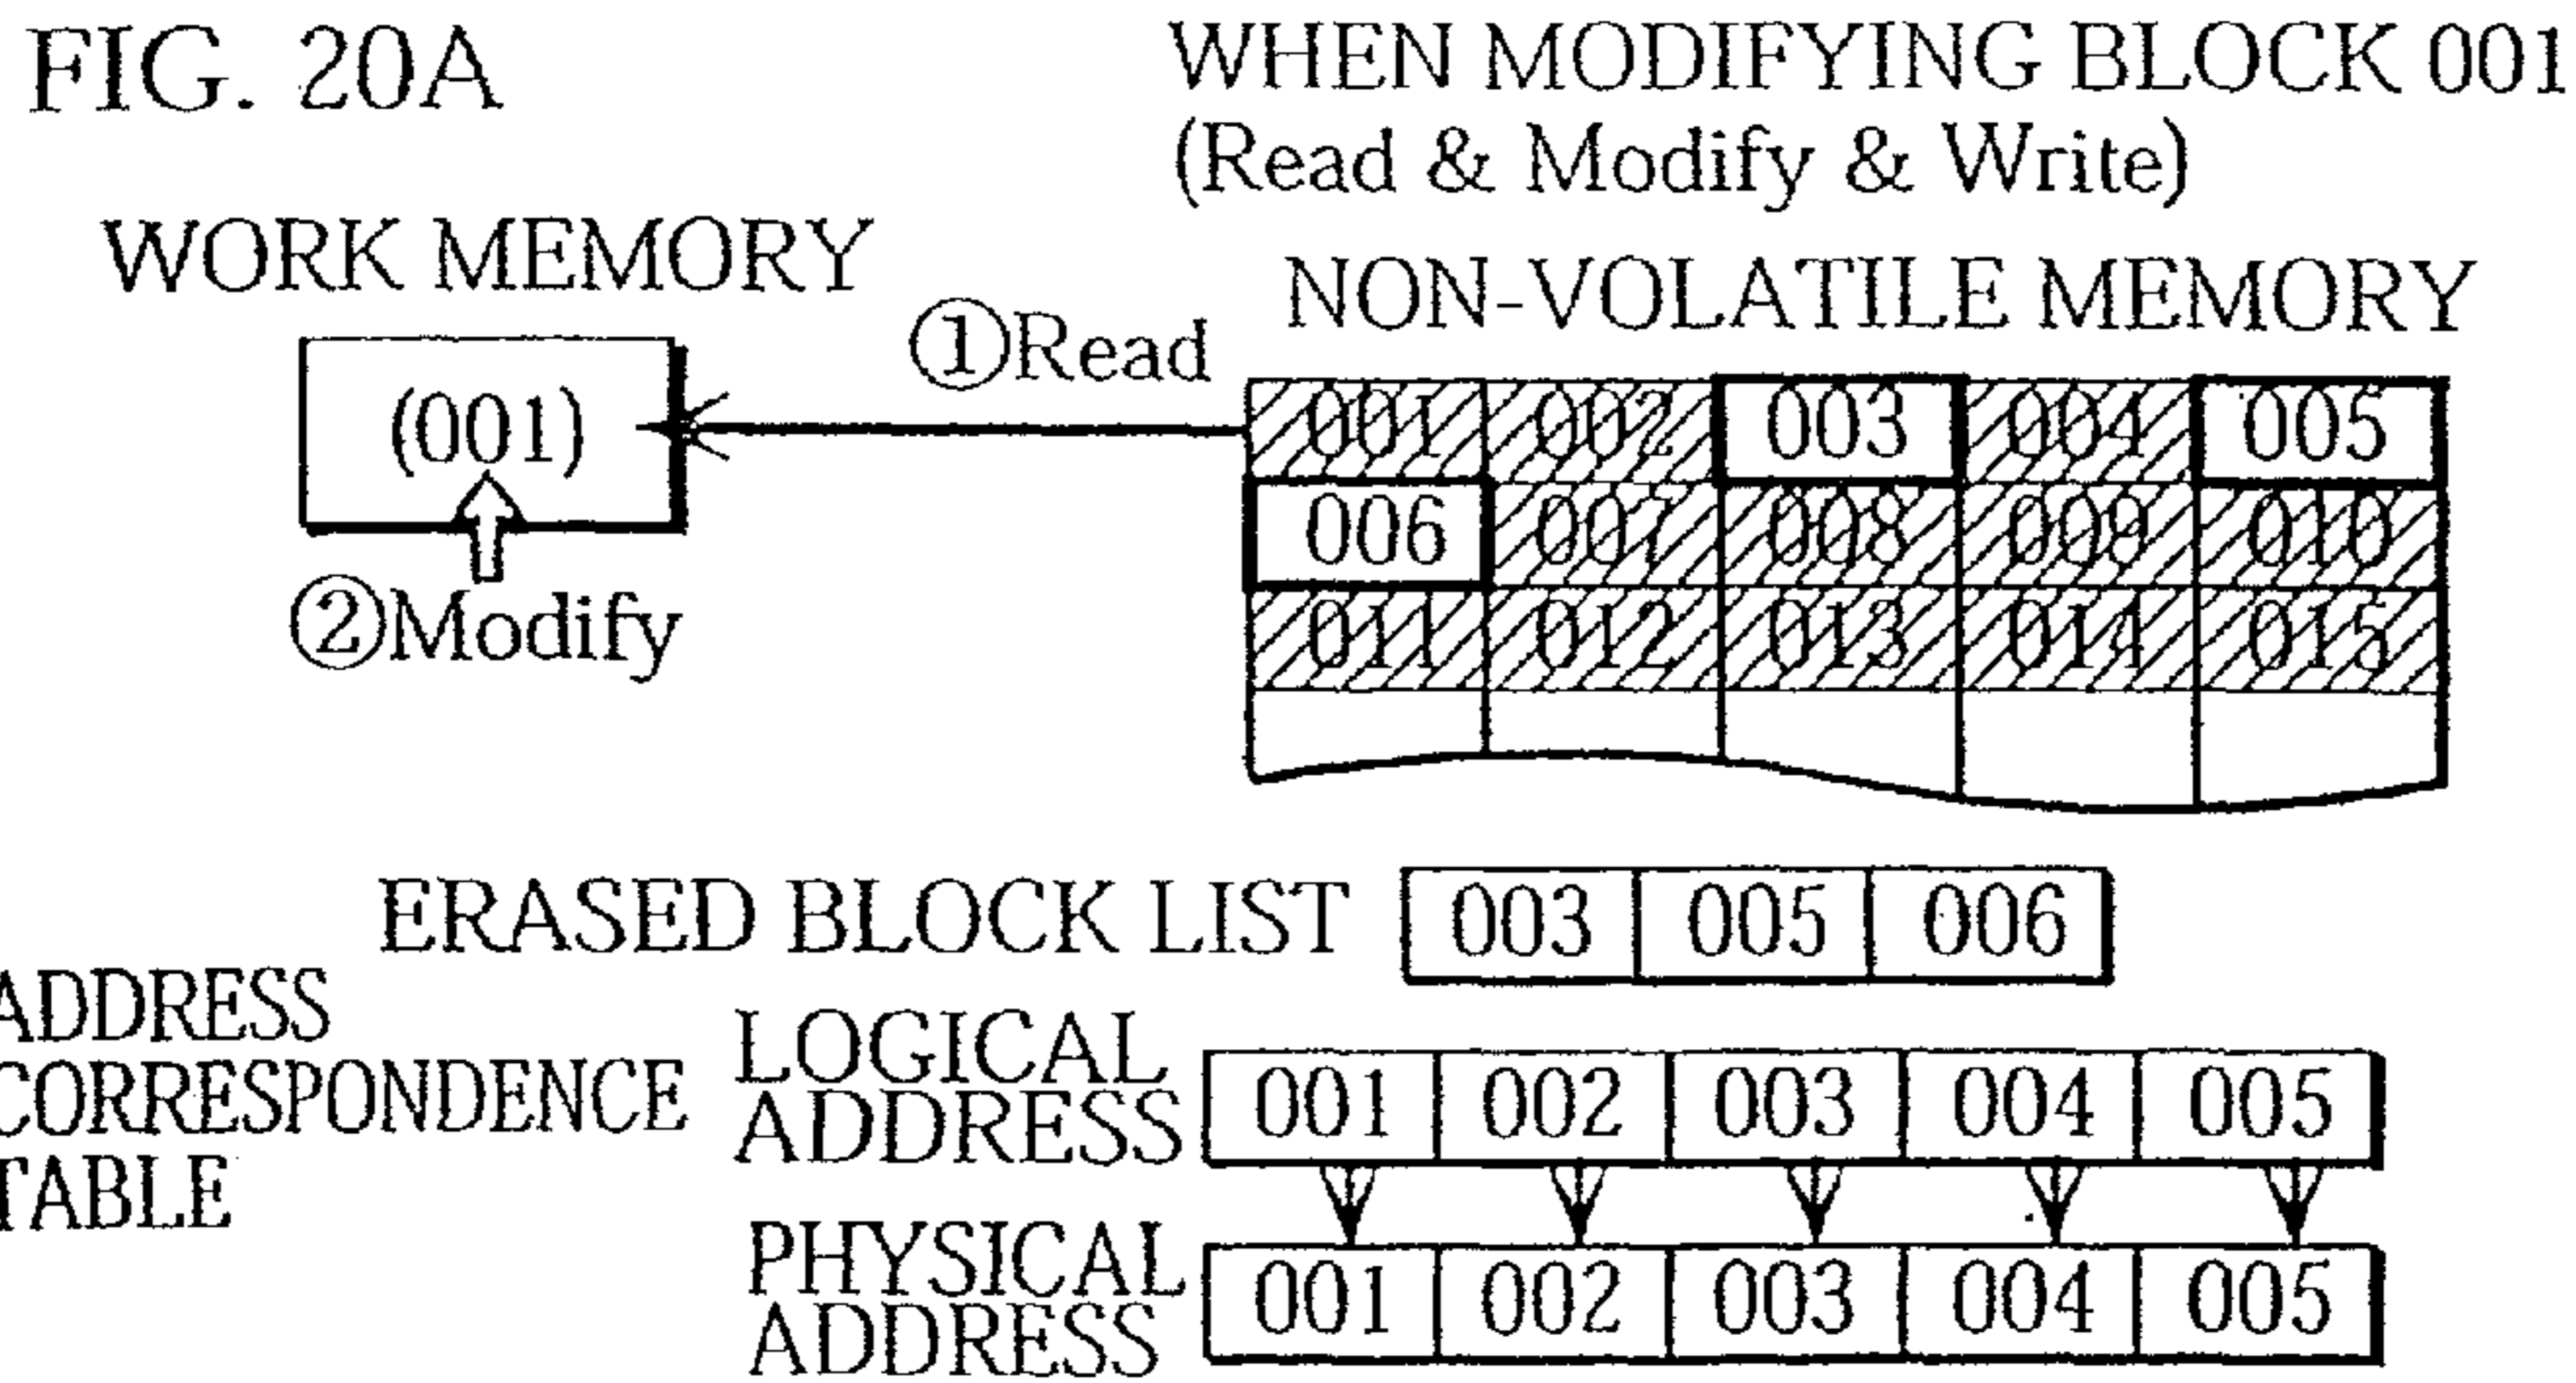 FIG. 20A
WHEN MODIFYING BLOCK 001
(Read & Modify & Write)
WORK MEMORY
NON-VOLATILE MEMORY
①Read
(001)
②Modify
001 002 003 004 005
006 007 008 009 010
011 012 013 014 015
ERASED BLOCK LIST 003 005 006
ADDRESS
CORRESPONDENCE
TABLE
LOGICAL
ADDRESS
001 002 003 004 005
PHYSICAL
ADDRESS
001 002 003 004 005